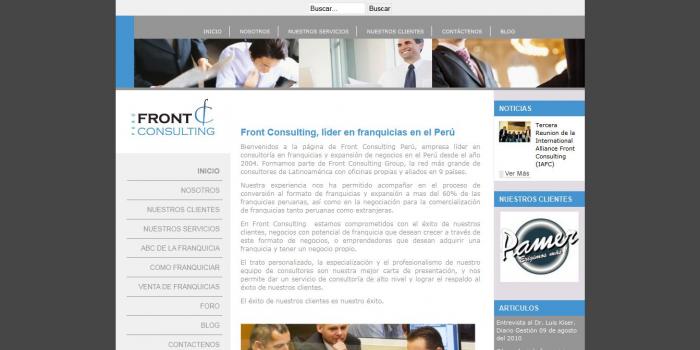 Buscar... Buscar
INICIO NOSOTROS NUESTROS SERVICIOS NUESTROS CLIENTES CONTÁCTENOS BLOG
FRONT
CONSULTING
INICIO
NOSOTROS
NUESTROS CLIENTES
NUESTROS SERVICIOS
ABC DE LA FRANQUICIA
COMO FRANQUICIAR
VENTA DE FRANQUICIAS
FORO
BLOG
CONTACTENOS
Front Consulting, lider en franquicias en el Perú
Bienvenidos a la página de Front Consulting Perú, empresa líder en
consultoría en franquicias y expansión de negocios en el Perú desde el año
2004. Formamos parte de Front Consulting Group, la red más grande de
consultores de Latinoamérica con oficinas propias y aliados en 9 países.
Nuestra experiencia nos ha permitido acompañar en el proceso de
conversión al formato de franquicias y expansión a mas del 60% de las
franquicias peruanas, así como en la negociación para la comercialización
de franquicias tanto peruanas como extranjeras.
En Front Consulting estamos comprometidos con el éxito de nuestros
clientes, negocios con potencial de franquicia que desean crecer a través de
este formato de negocios, o emprendedores que desean adquirir una
franquicia y tener un negocio propio.
El trato personalizado, la especialización y el profesionalismo de nuestro
equipo de consultores son nuestra mejor carta de presentación, y nos
permite dar un servicio de consultoría de alto nivel y lograr el respaldo al
éxito de nuestros clientes.
El éxito de nuestros clientes es nuestro éxito.
NOTICIAS
Tercera
Reunion de la
International
Alliance Front
Consulting
(IAFC)
Ver Más
NUESTROS CLIENTES
Pamer
Exigimos más
ARTICULOS
Entrevista al Dr. Luis Kiser.
Diario Gestión 09 de agosto
del 2010